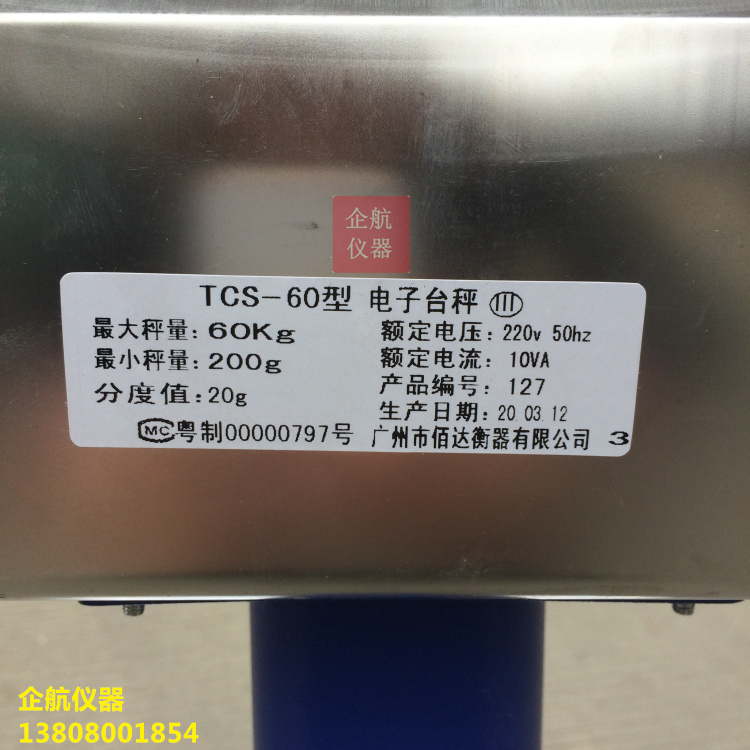 企航
仪器
TCS-60型 电子台秤 Ⅲ
最大秤量: 60Kg 额定电压: 220v 50hz
最小秤量: 200g 额定电流: 10VA
分度值: 20g 产品编号: 127
生产日期: 20 03 12
MC 粤制00000797号 广州市佰达衡器有限公司 3
企航仪器
13808001854